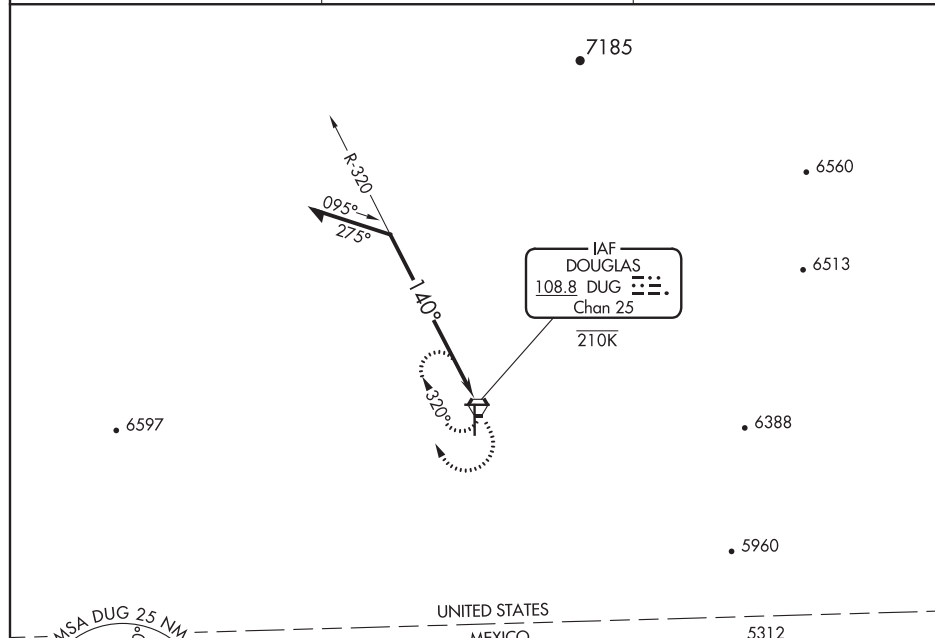 7185
6560
R-320
095°
275°
IAF
DOUGLAS
108.8 DUG
Chan 25
210K
6513
140°
320°
6597
6388
5960
UNITED STATES
MSA DUG 25 NM
MEXICO
5312